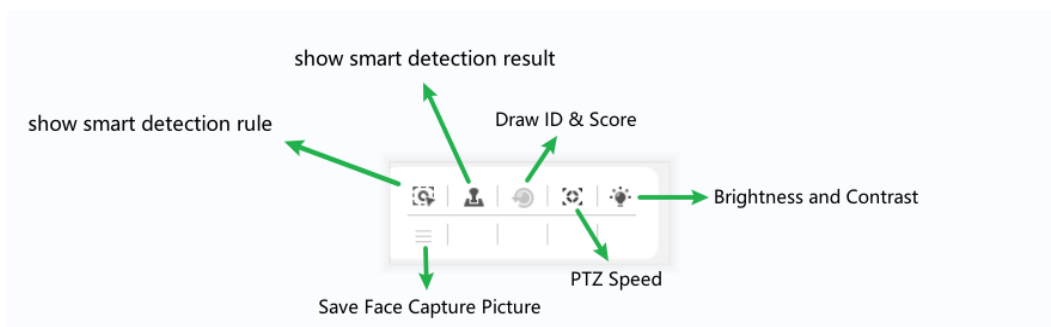 show smart detection result
show smart detection rule
Draw ID & Score
Brightness and Contrast
PTZ Speed
Save Face Capture Picture